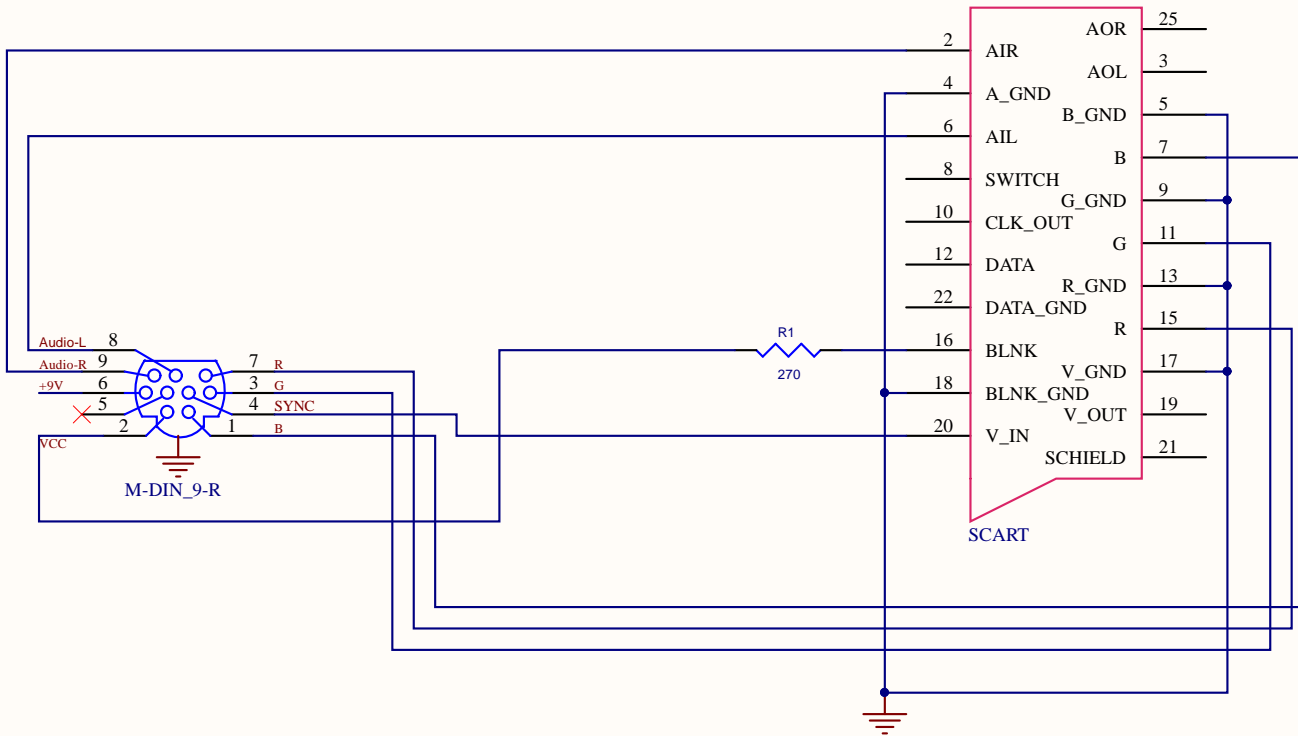 25
AOR
2
AIR
3
AOL
4
A_GND
5
B_GND
6
AIL
7
B
8
SWITCH
9
G_GND
10
CLK_OUT
11
G
12
DATA
13
R_GND
22
DATA_GND
15
R
R1
270
16
BLNK
17
V_GND
18
BLNK_GND
19
V_OUT
20
V_IN
21
SCHIELD
SCART
Audio-L 8
Audio-R 9
7 R
+9V 6
3 G
5
4 SYNC
2
VCC
1 B
M-DIN_9-R